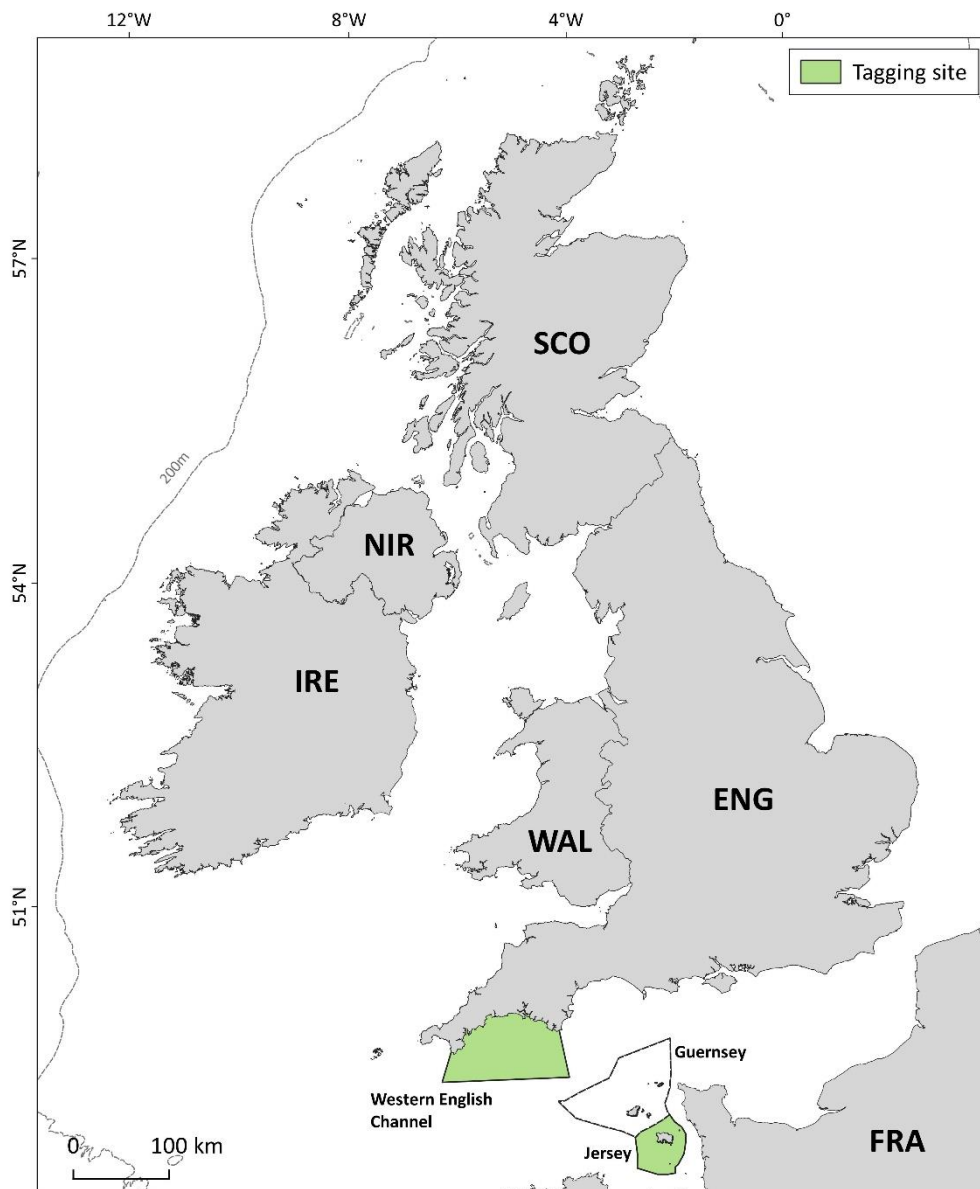 12°W
8°W
4°W
0°
Tagging site
57°N
SCO
200m
NIR
54°N
IRE
ENG
WAL
51°N
Guernsey
Western English
Channel
Jersey
FRA
0
100 km